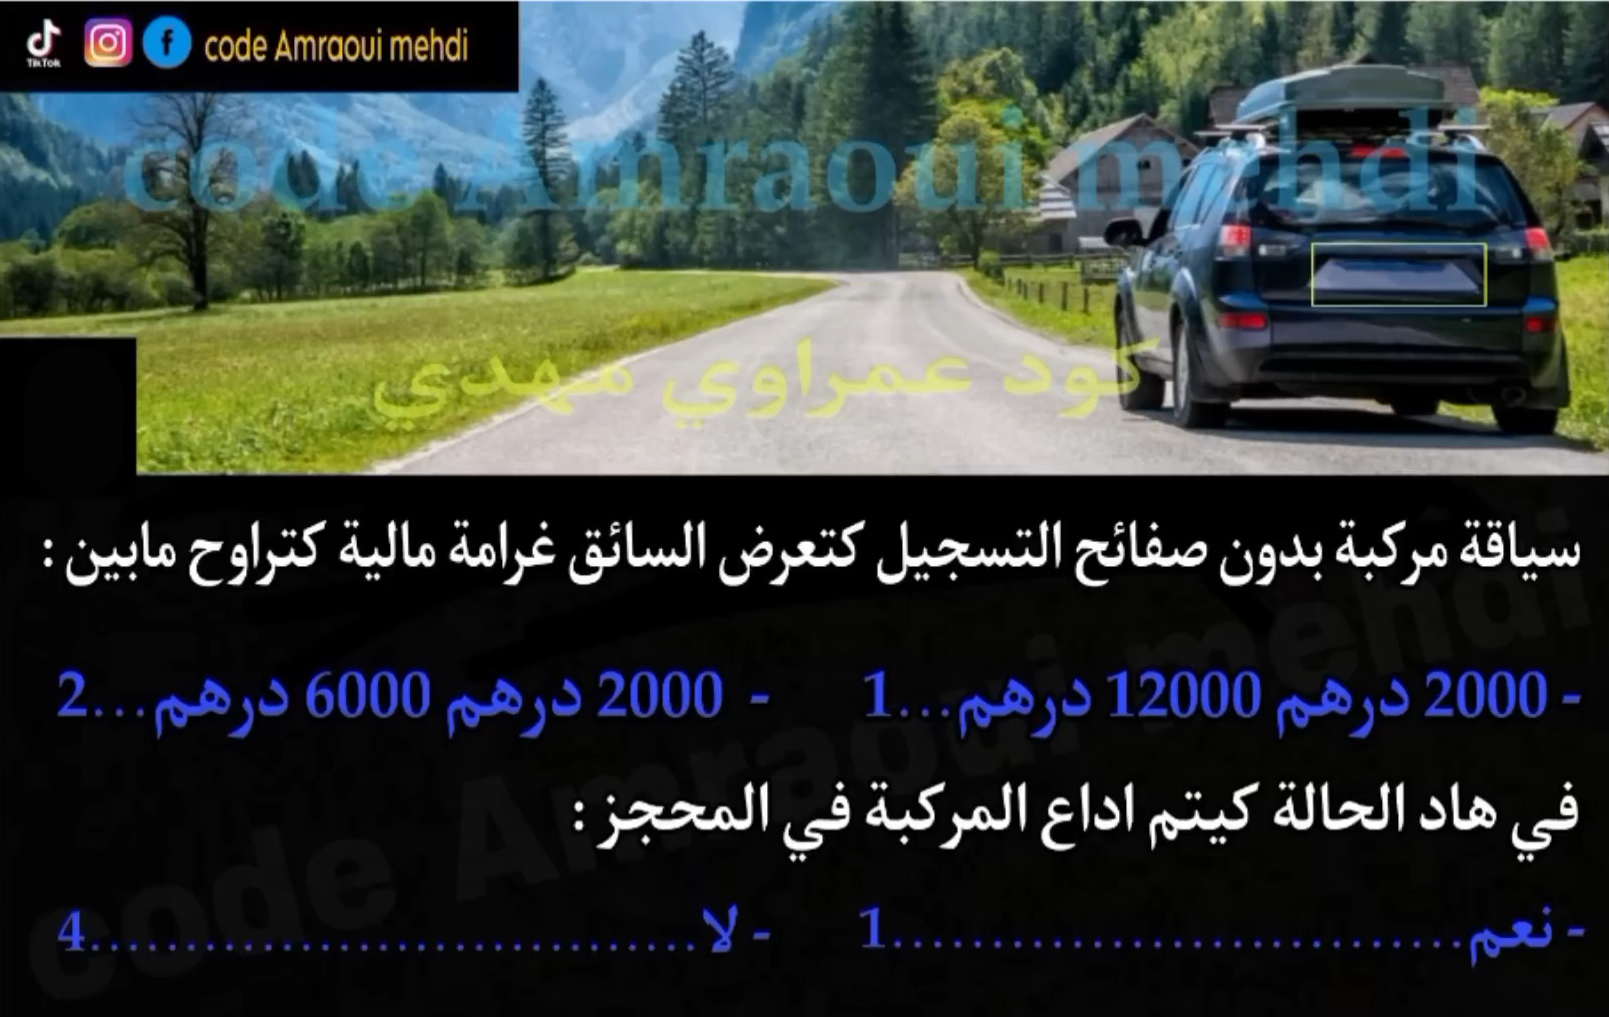 TikTok
code Amraoui mehdi
code Amraoui mehdi
كود عمراوي مهدي
سياقة مركبة بدون صفائح التسجيل كتعرض السائق غرامة مالية كتراوح مابين :
- 2000 درهم 12000 درهم...1 - 2000 درهم 6000 درهم...2
في هاد الحالة كيتم اداع المركبة في المحجز :
- نعم..............................1 - لا................................4
code Amraoui mehdi